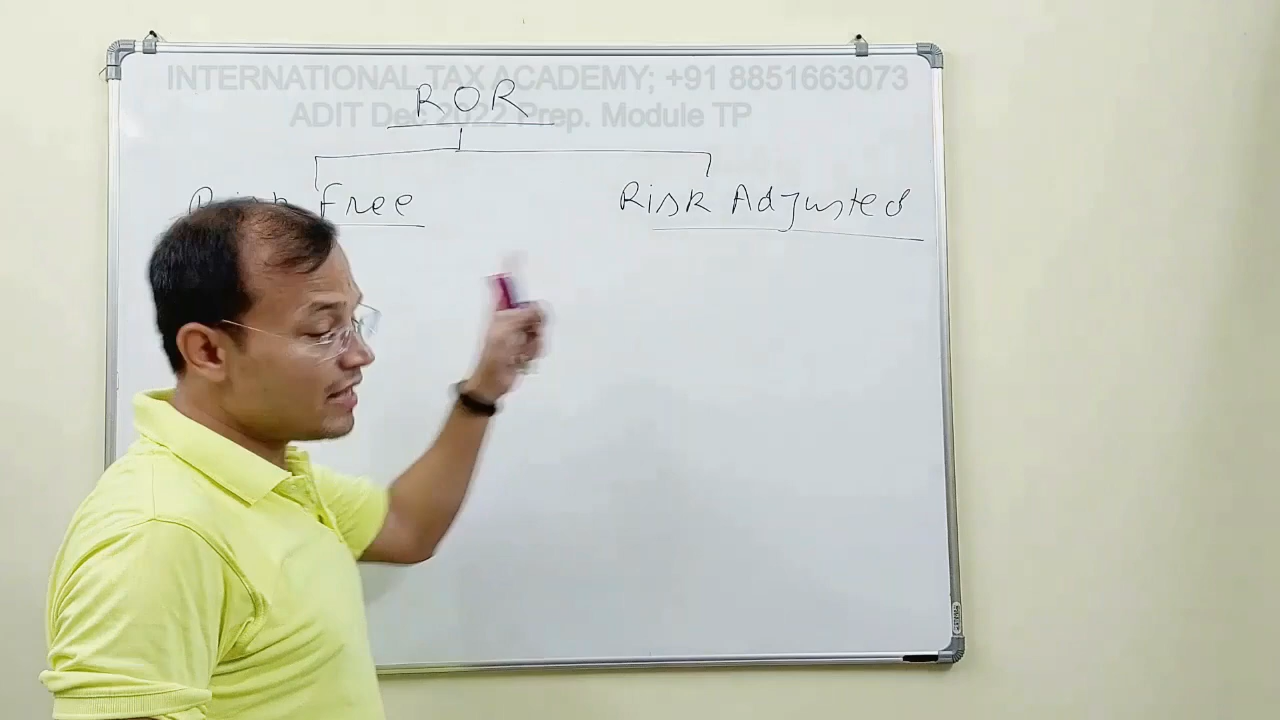 INTERNATIONAL TAX ACADEMY; +91 8851663073
ADIT Dec 2022 Prep. Module TP
ROR
Risk Free
Risk Adjusted